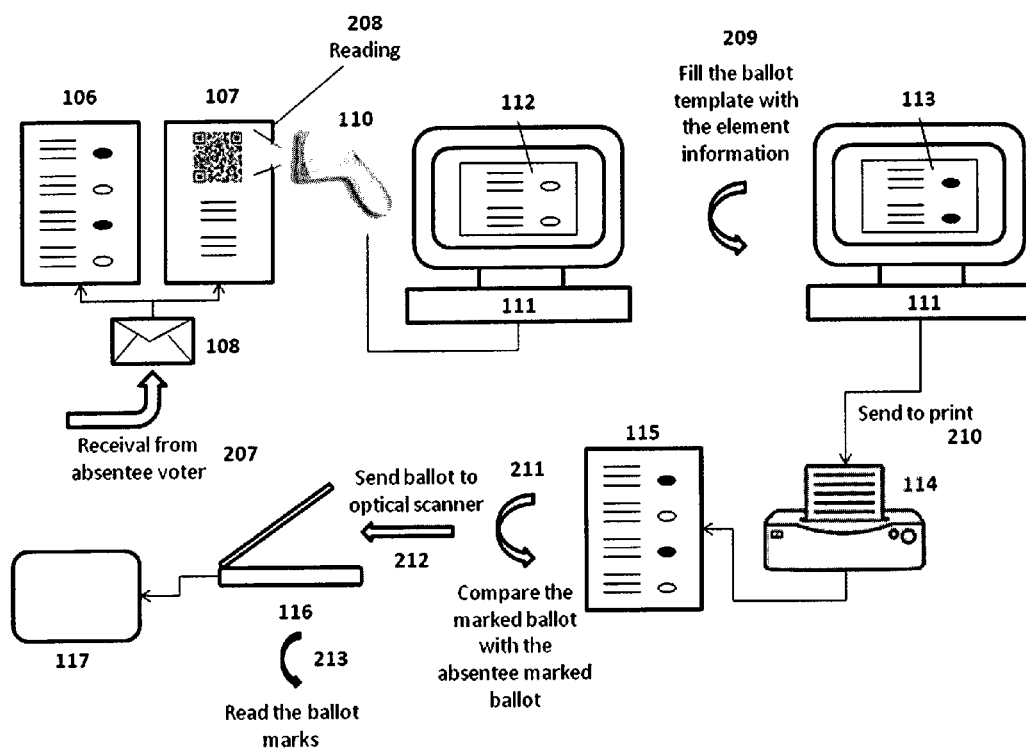 208
Reading
209
Fill the ballot
template with
the element
information
106
107
110
112
113
111
111
108
Receival from
absentee voter
207
Send to print
210
115
114
211
Send ballot to
optical scanner
212
Compare the
marked ballot
with the
absentee marked
ballot
116
117
213
Read the ballot
marks